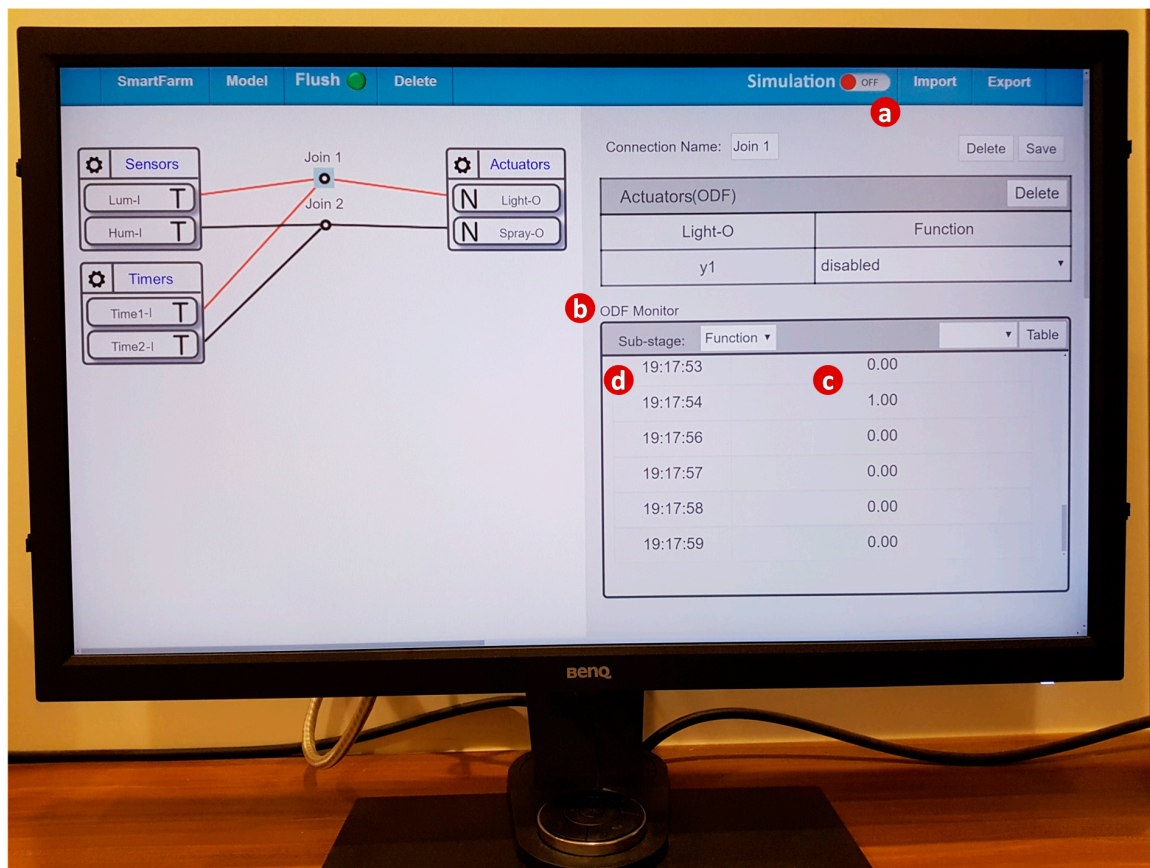 SmartFarm Model Flush Delete Simulation OFF Import Export
a
Sensors
Lum-I T
Hum-I T
Timers
Time1-I T
Time2-I T
Join 1
Join 2
Actuators
N Light-O
N Spray-O
Connection Name: Join 1 Delete Save
Actuators(ODF) Delete
Light-O Function
y1 disabled
b ODF Monitor
Sub-stage: Function Table
d c
19:17:53 0.00
19:17:54 1.00
19:17:56 0.00
19:17:57 0.00
19:17:58 0.00
19:17:59 0.00
BenQ